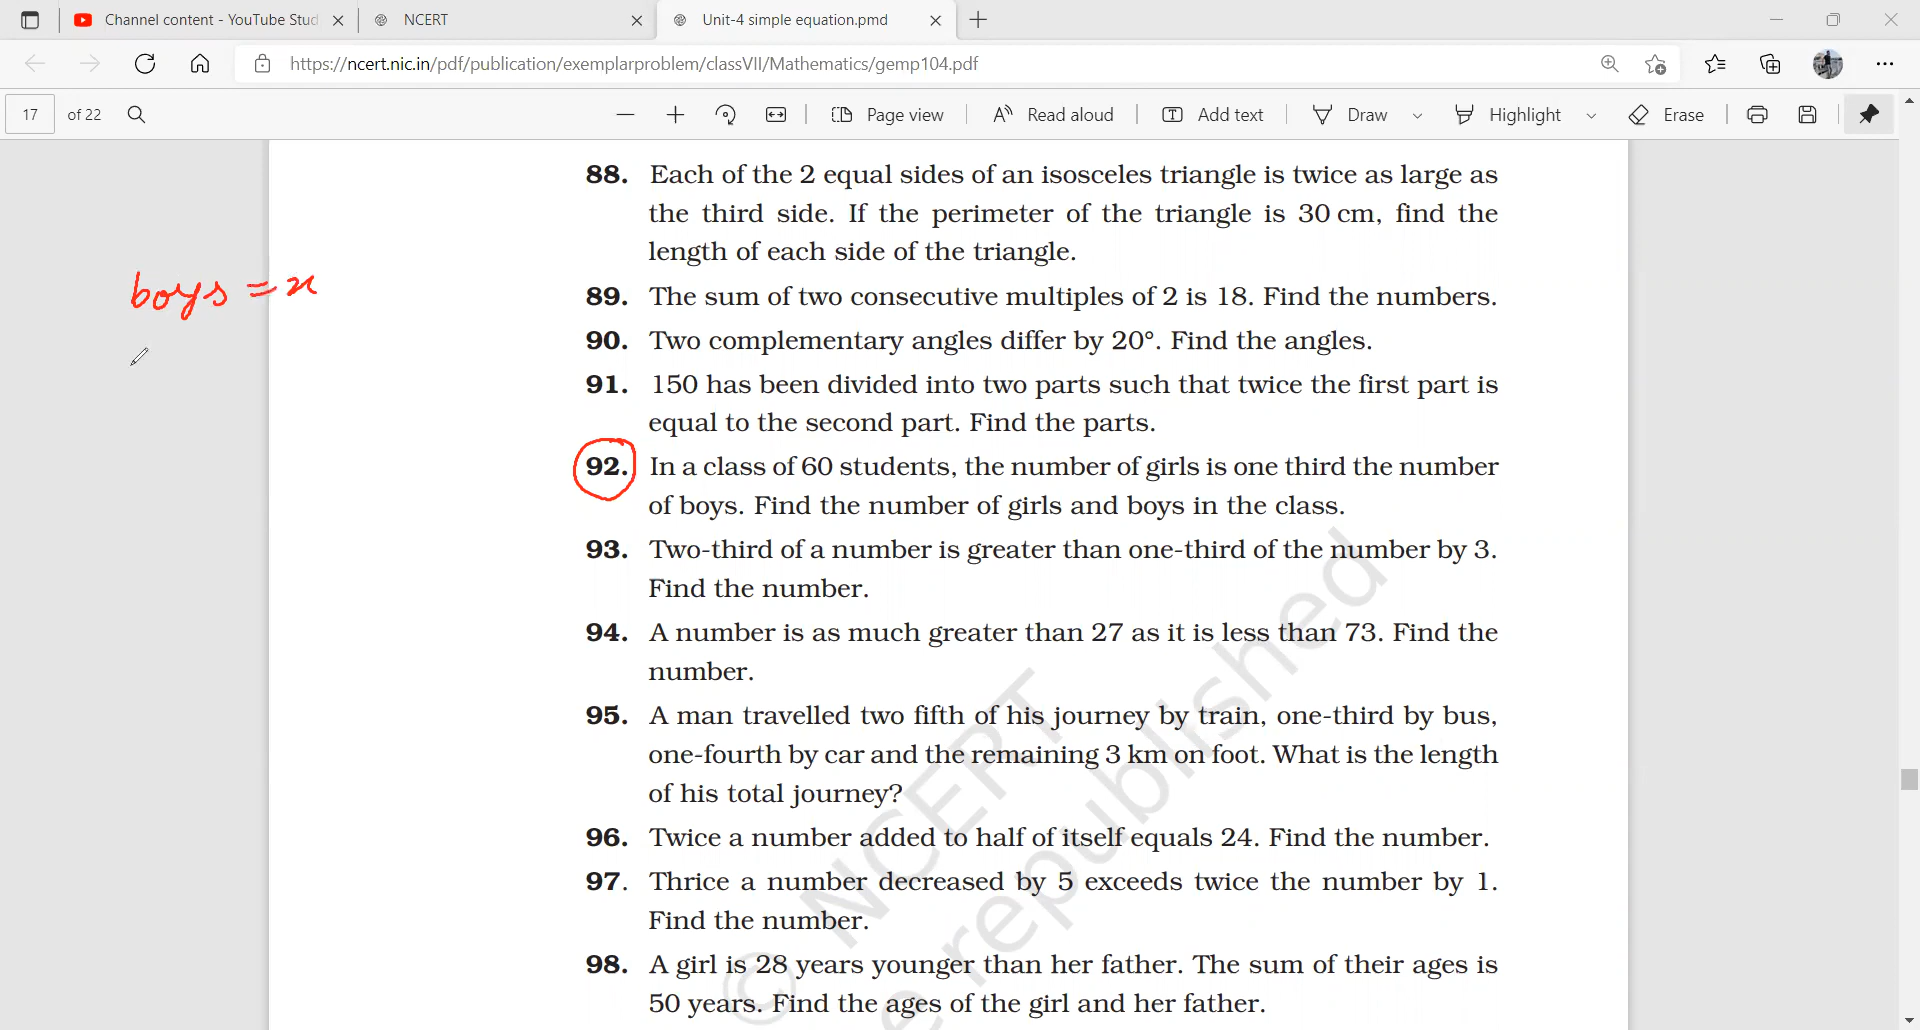 Channel content - YouTube Stud
NCERT
Unit-4 simple equation.pmd
https://ncert.nic.in/pdf/publication/exemplarproblem/classVII/Mathematics/gemp104.pdf
17 of 22
Page view
Read aloud
Add text
Draw
Highlight
Erase
boys = x
88. Each of the 2 equal sides of an isosceles triangle is twice as large as
the third side. If the perimeter of the triangle is 30 cm, find the
length of each side of the triangle.
89. The sum of two consecutive multiples of 2 is 18. Find the numbers.
90. Two complementary angles differ by 20°. Find the angles.
91. 150 has been divided into two parts such that twice the first part is
equal to the second part. Find the parts.
92. In a class of 60 students, the number of girls is one third the number
of boys. Find the number of girls and boys in the class.
93. Two-third of a number is greater than one-third of the number by 3.
Find the number.
94. A number is as much greater than 27 as it is less than 73. Find the
number.
95. A man travelled two fifth of his journey by train, one-third by bus,
one-fourth by car and the remaining 3 km on foot. What is the length
of his total journey?
96. Twice a number added to half of itself equals 24. Find the number.
97. Thrice a number decreased by 5 exceeds twice the number by 1.
Find the number.
98. A girl is 28 years younger than her father. The sum of their ages is
50 years. Find the ages of the girl and her father.
© NCERT
e republished